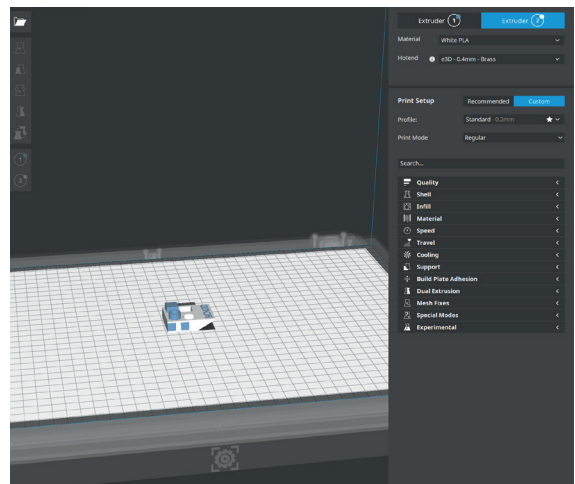 Extruder 1
Extruder 2
Material White PLA
Hotend e3D - 0.4mm - Brass
Print Setup Recommended Custom
Profile: Standard - 0.2mm
Print Mode Regular
Search...
Quality
Shell
Infill
Material
Speed
Travel
Cooling
Support
Build Plate Adhesion
Dual Extrusion
Mesh Fixes
Special Modes
Experimental
1
2